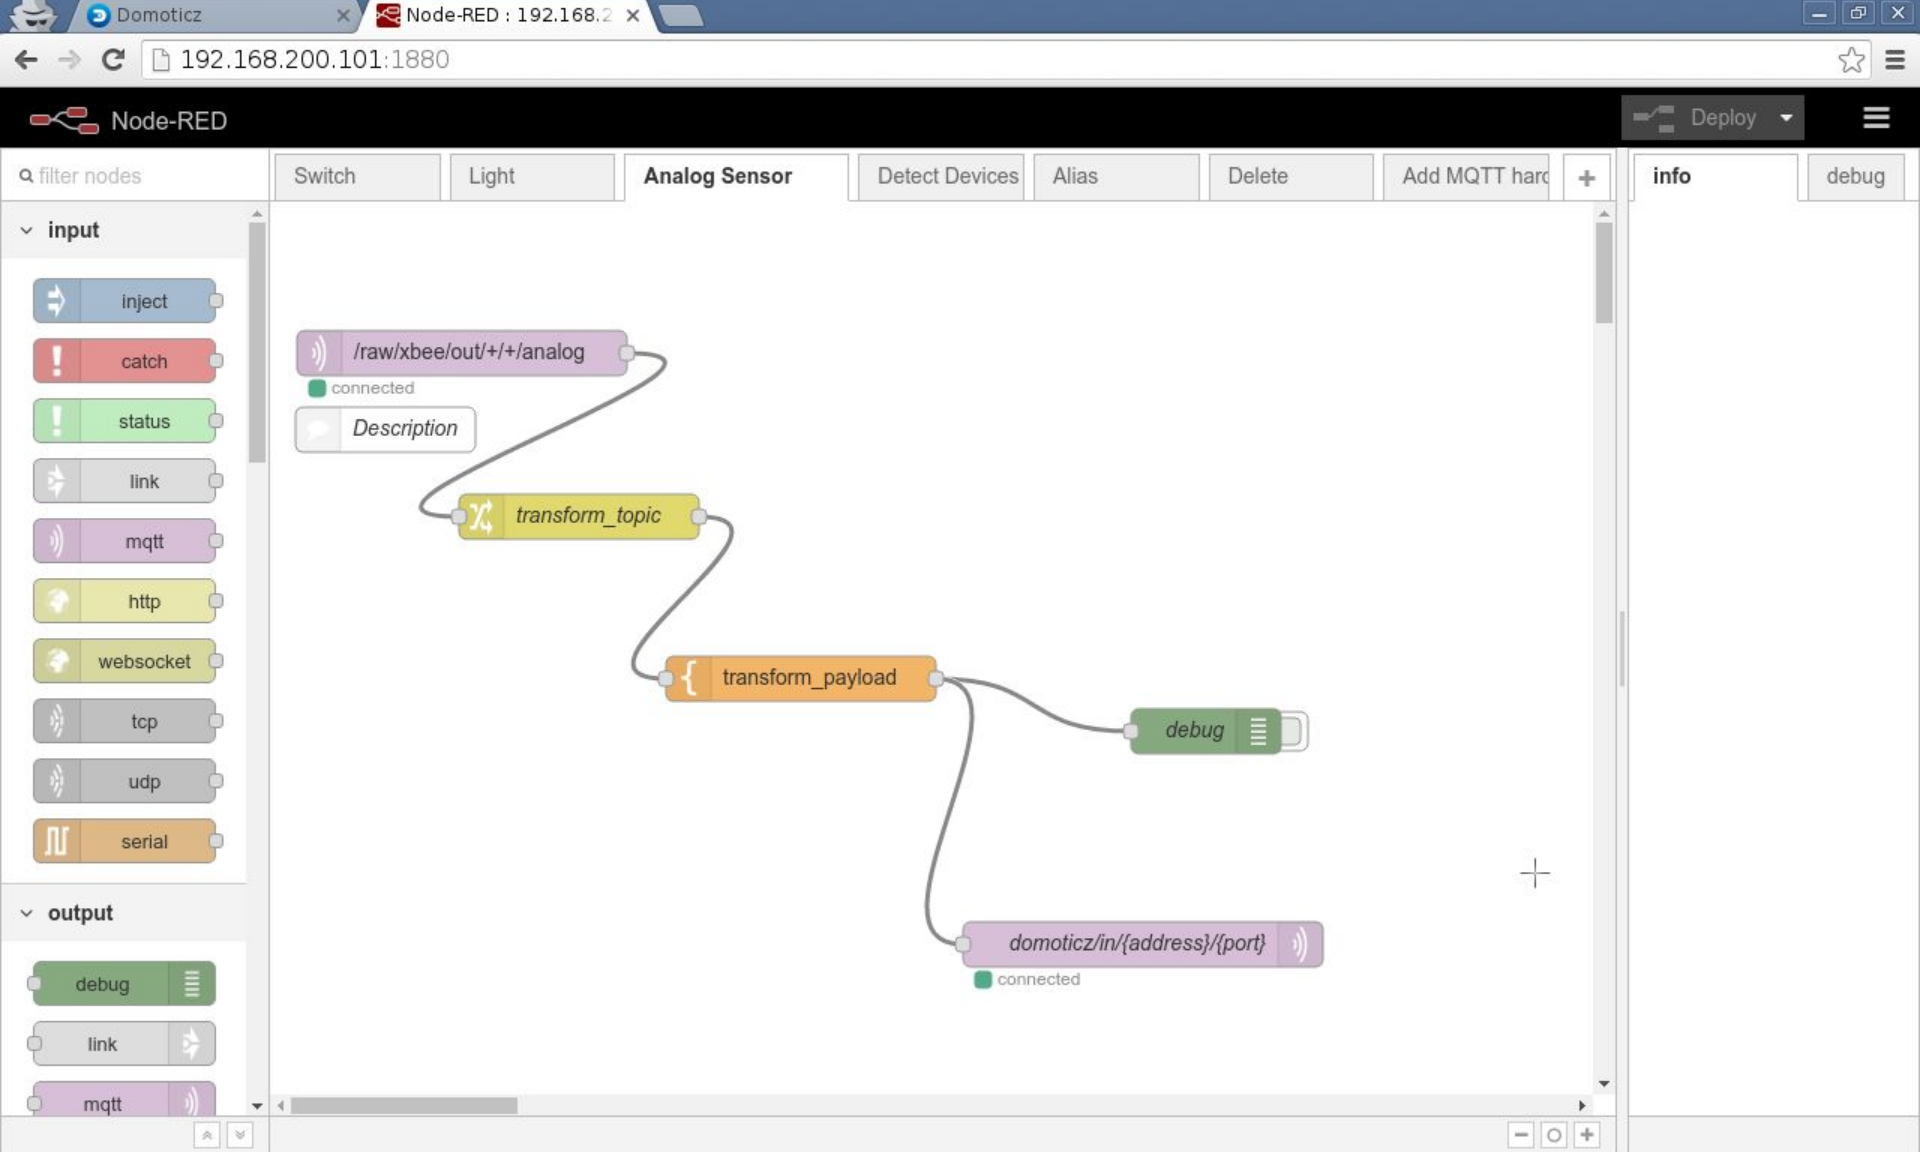 Domoticz
Node-RED : 192.168.2
192.168.200.101:1880
Node-RED
Deploy
filter nodes
Switch
Light
Analog Sensor
Detect Devices
Alias
Delete
Add MQTT hard
+
info
debug
input
inject
catch
status
link
mqtt
http
websocket
tcp
udp
serial
output
debug
link
mqtt
/raw/xbee/out/+/+/analog
connected
Description
transform_topic
transform_payload
debug
domoticz/in/{address}/{port}
connected